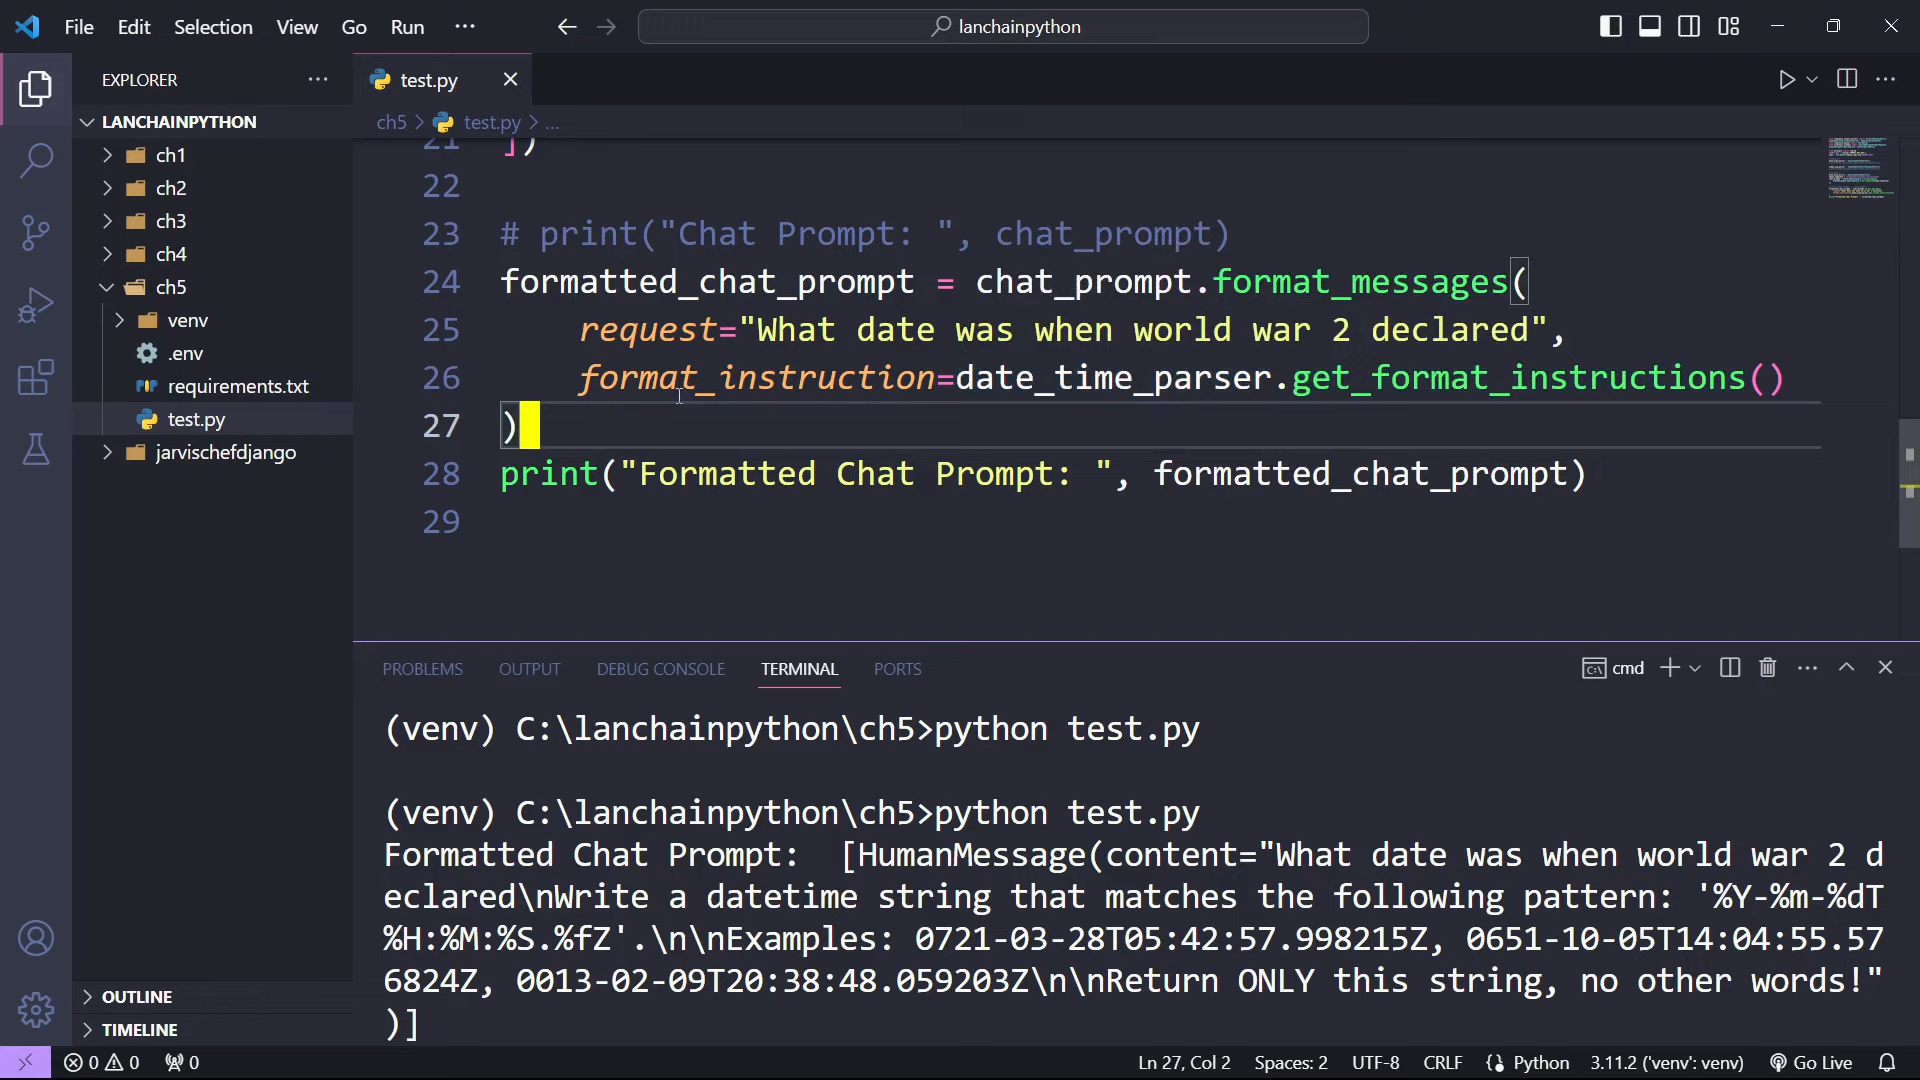 File Edit Selection View Go Run ···
lanchainpython
EXPLORER ···
LANCHAINPYTHON
ch1
ch2
ch3
ch4
ch5
venv
.env
requirements.txt
test.py
jarvischefdjango
OUTLINE
TIMELINE
test.py
ch5 > test.py > ...
21 ])
22
23 # print("Chat Prompt: ", chat_prompt)
24 formatted_chat_prompt = chat_prompt.format_messages(
25 request="What date was when world war 2 declared",
26 format_instruction=date_time_parser.get_format_instructions()
27 )
28 print("Formatted Chat Prompt: ", formatted_chat_prompt)
29
PROBLEMS OUTPUT DEBUG CONSOLE TERMINAL PORTS
cmd
(venv) C:\lanchainpython\ch5>python test.py
(venv) C:\lanchainpython\ch5>python test.py
Formatted Chat Prompt:  [HumanMessage(content="What date was when world war 2 d
eclared\nWrite a datetime string that matches the following pattern: '%Y-%m-%dT
%H:%M:%S.%fZ'.\n\nExamples: 0721-03-28T05:42:57.998215Z, 0651-10-05T14:04:55.57
6824Z, 0013-02-09T20:38:48.059203Z\n\nReturn ONLY this string, no other words!"
)]
0 0 0
Ln 27, Col 2 Spaces: 2 UTF-8 CRLF Python 3.11.2 ('venv': venv) Go Live